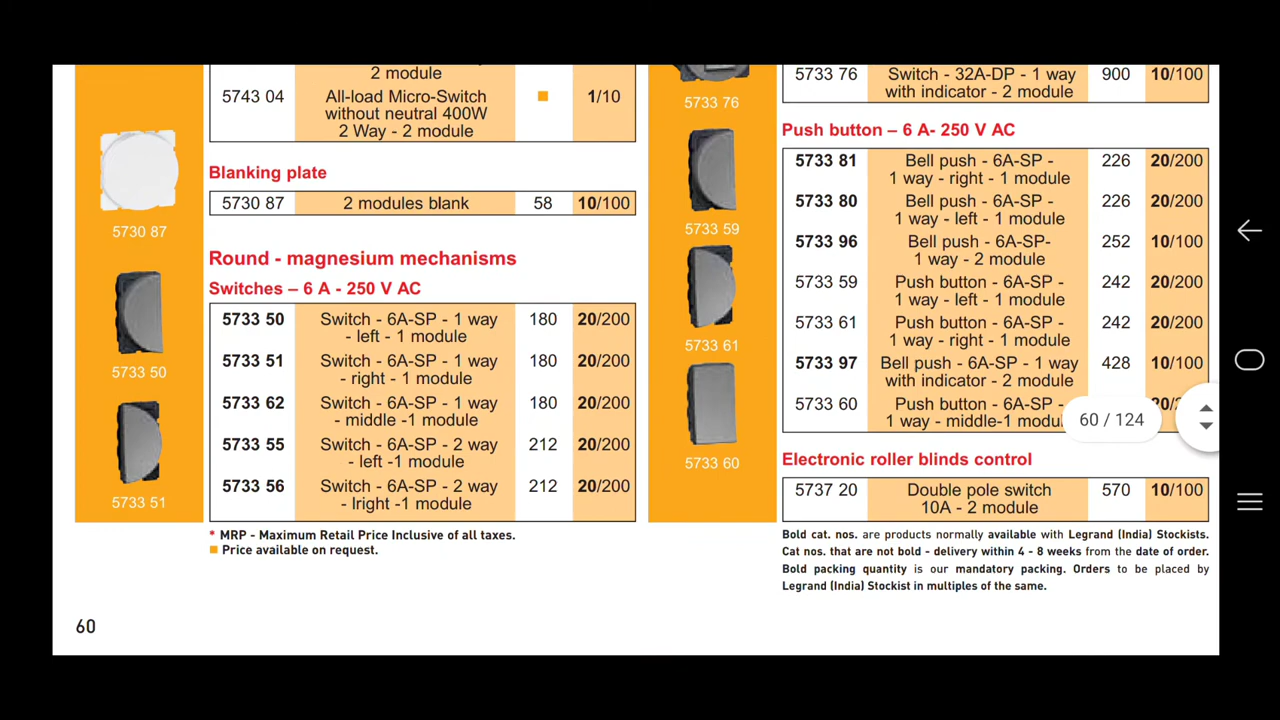 2 module
5743 04 All-load Micro-Switch 1/10
without neutral 400W
2 Way - 2 module
5730 87
Blanking plate
5730 87 2 modules blank 58 10/100
Round - magnesium mechanisms
Switches – 6 A - 250 V AC
5733 50 Switch - 6A-SP - 1 way 180 20/200
- left - 1 module
5733 51 Switch - 6A-SP - 1 way 180 20/200
- right - 1 module
5733 62 Switch - 6A-SP - 1 way 180 20/200
- middle -1 module
5733 55 Switch - 6A-SP - 2 way 212 20/200
- left -1 module
5733 56 Switch - 6A-SP - 2 way 212 20/200
- lright -1 module
5733 50
5733 51
* MRP - Maximum Retail Price Inclusive of all taxes.
Price available on request.
60
5733 76
5733 59
5733 61
5733 60
5733 76 Switch - 32A-DP - 1 way 900 10/100
with indicator - 2 module
Push button – 6 A- 250 V AC
5733 81 Bell push - 6A-SP - 226 20/200
1 way - right - 1 module
5733 80 Bell push - 6A-SP - 226 20/200
1 way - left - 1 module
5733 96 Bell push - 6A-SP- 252 10/100
1 way - 2 module
5733 59 Push button - 6A-SP - 242 20/200
1 way - left - 1 module
5733 61 Push button - 6A-SP - 242 20/200
1 way - right - 1 module
5733 97 Bell push - 6A-SP - 1 way 428 10/100
with indicator - 2 module
5733 60 Push button - 6A-SP -
1 way - middle-1
60 / 124
Electronic roller blinds control
5737 20 Double pole switch 570 10/100
10A - 2 module
Bold cat. nos. are products normally available with Legrand (India) Stockists.
Cat nos. that are not bold - delivery within 4 - 8 weeks from the date of order.
Bold packing quantity is our mandatory packing. Orders to be placed by
Legrand (India) Stockist in multiples of the same.